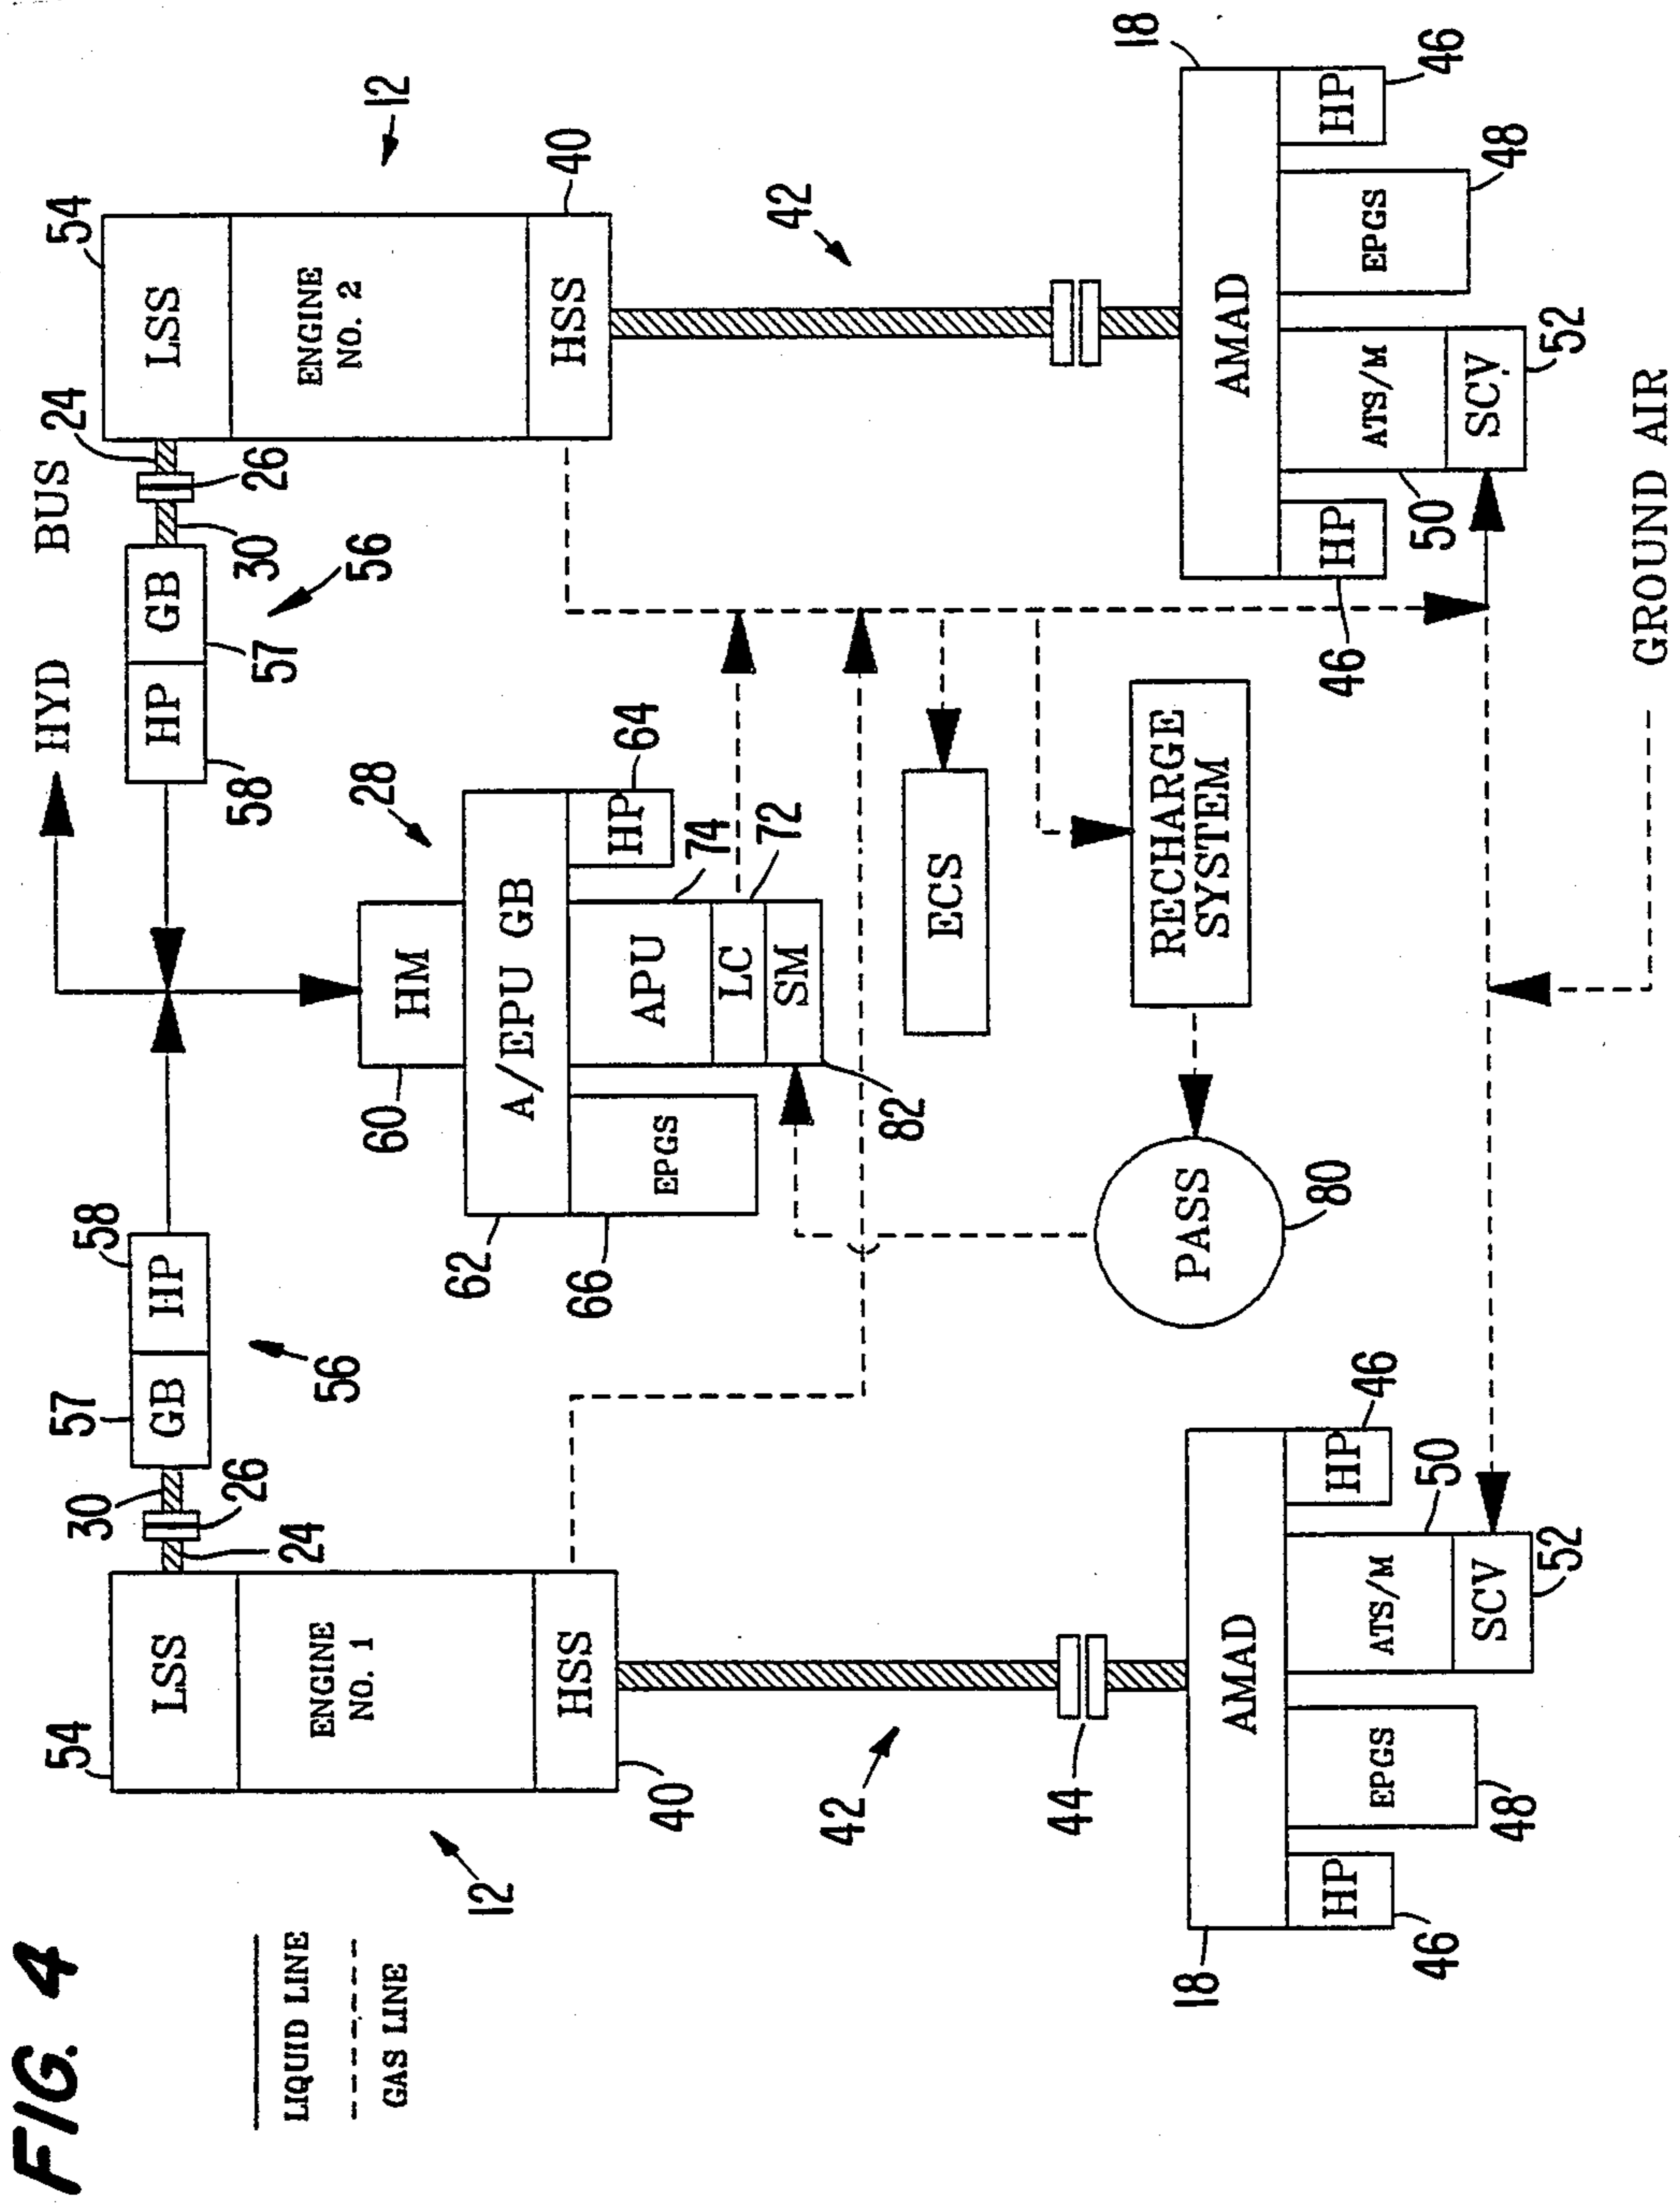 FIG. 4
LIQUID LINE
GAS LINE
12
54
LSS
ENGINE
NO. 1
HSS
40
24
26
30
57
GB
HP
58
56
HYD BUS
58
HP
GB
57
56
30
26
24
54
LSS
ENGINE
NO. 2
HSS
40
12
60
HM
28
62
A/EPU GB
66
EPGS
APU
74
LC
72
SM
82
HP
64
ECS
RECHARGE
SYSTEM
PASS
80
42
44
18
AMAD
46
HP
EPGS
48
ATS/M
50
SCV
52
HP
46
42
18
AMAD
46
HP
ATS/M
50
SCV
52
EPGS
48
HP
46
GROUND AIR